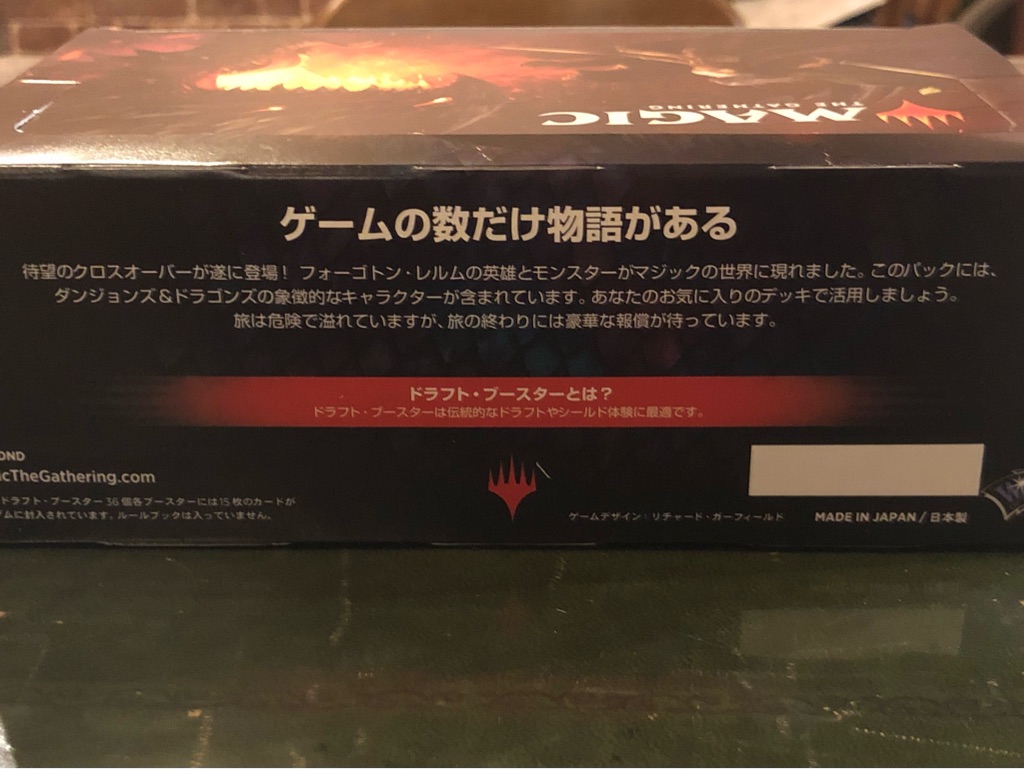 MAGIC
THE GATHERING
ゲームの数だけ物語がある
待望のクロスオーバーが遂に登場! フォーゴトン・レルムの英雄とモンスターがマジックの世界に現れました。このパックには、
ダンジョンズ&ドラゴンズの象徴的なキャラクターが含まれています。あなたのお気に入りのデッキで活用しましょう。
旅は危険で溢れていますが、旅の終わりには豪華な報償が待っています。
ドラフト・ブースターとは?
ドラフト・ブースターは伝統的なドラフトやシールド体験に最適です。
OND
icTheGathering.com
ドラフト・ブースター 36 個各ブースターには15 枚のカードが
ムに封入されています。ルールブックは入っていません。
ゲームデザイン:リチャード・ガーフィールド
MADE IN JAPAN / 日本製